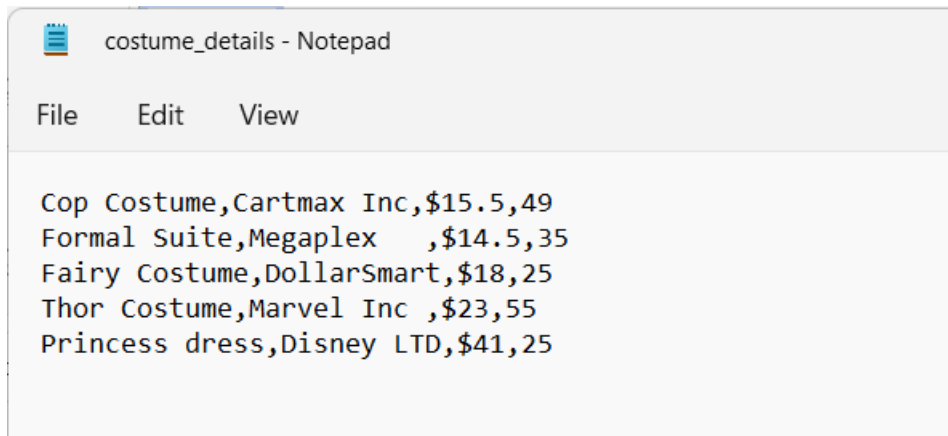 costume_details - Notepad
File Edit View
Cop Costume,Cartmax Inc,$15.5,49
Formal Suite,Megaplex   ,$14.5,35
Fairy Costume,DollarSmart,$18,25
Thor Costume,Marvel Inc ,$23,55
Princess dress,Disney LTD,$41,25